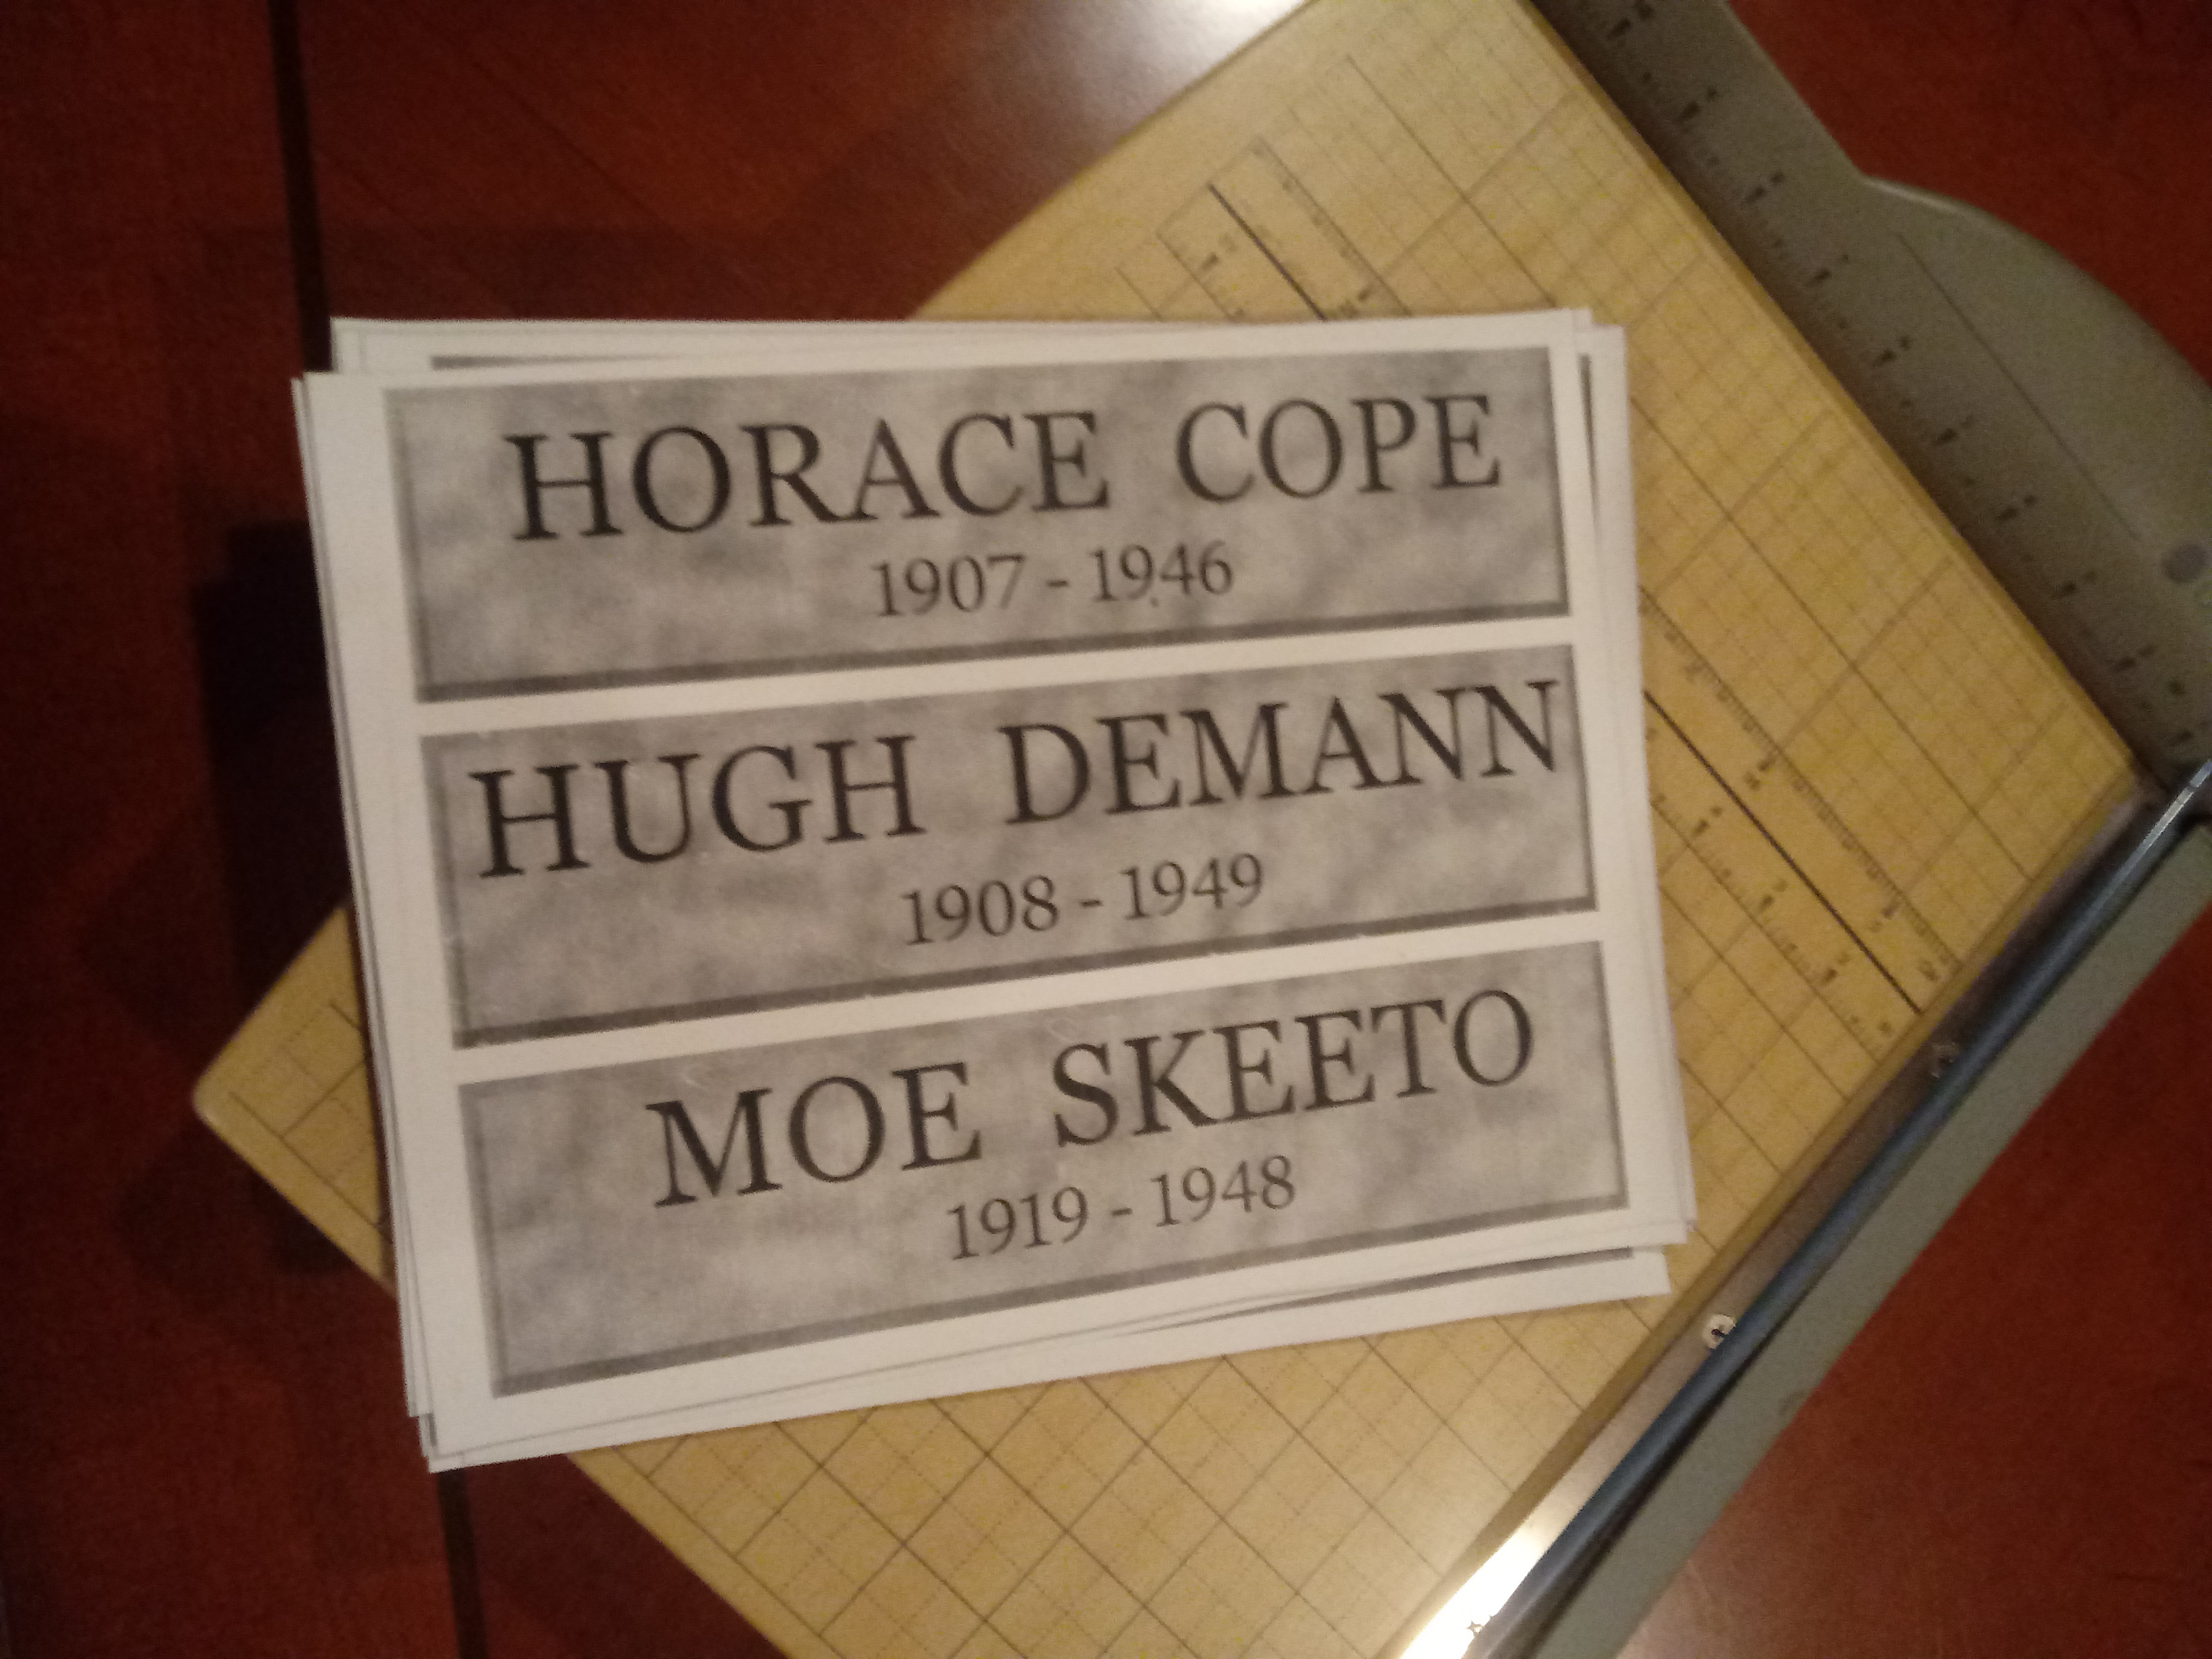 HORACE COPE
1907 - 1946
HUGH DEMANN
1908 - 1949
MOE SKEETO
1919 - 1948